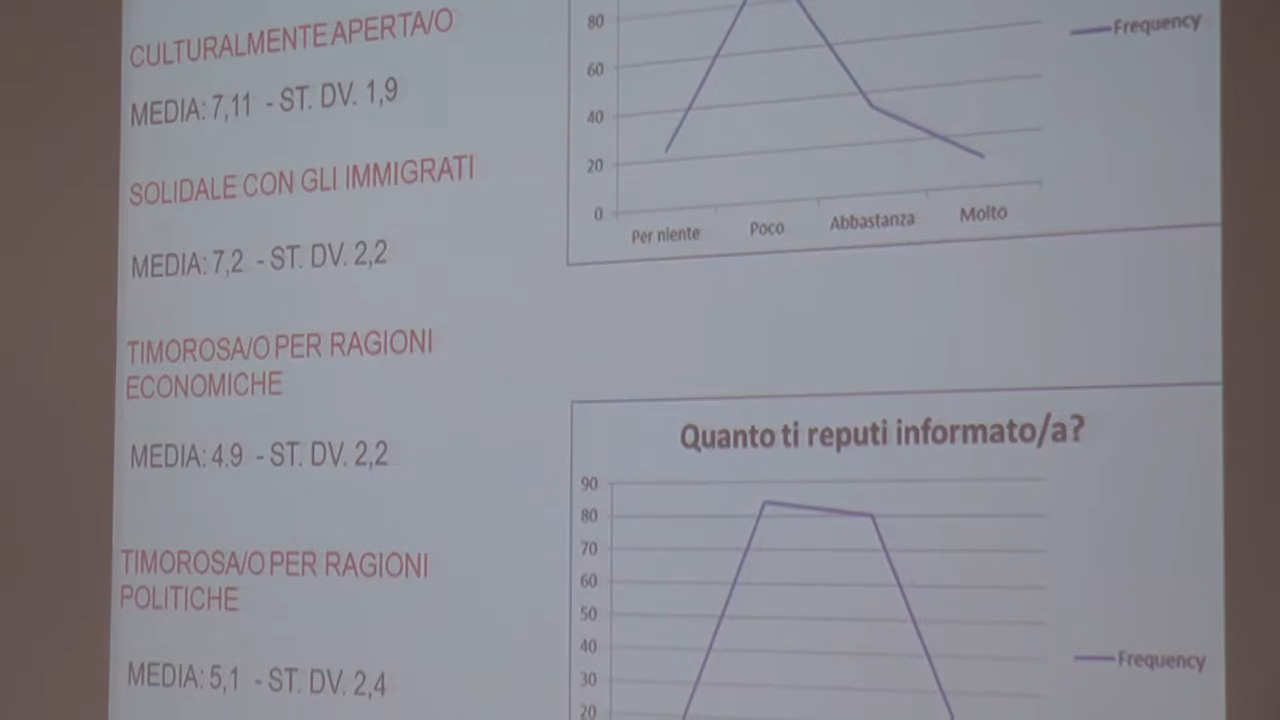 CULTURALMENTE APERTA/O
MEDIA: 7,11 - ST. DV. 1,9
SOLIDALE CON GLI IMMIGRATI
MEDIA: 7,2 - ST. DV. 2,2
TIMOROSA/O PER RAGIONI
ECONOMICHE
MEDIA: 4.9 - ST. DV. 2,2
TIMOROSA/O PER RAGIONI
POLITICHE
MEDIA: 5,1 - ST. DV. 2,4
80
60
40
20
0
Per niente Poco Abbastanza Molto
Frequency
Quanto ti reputi informato/a?
90
80
70
60
50
40
30
20
Frequency